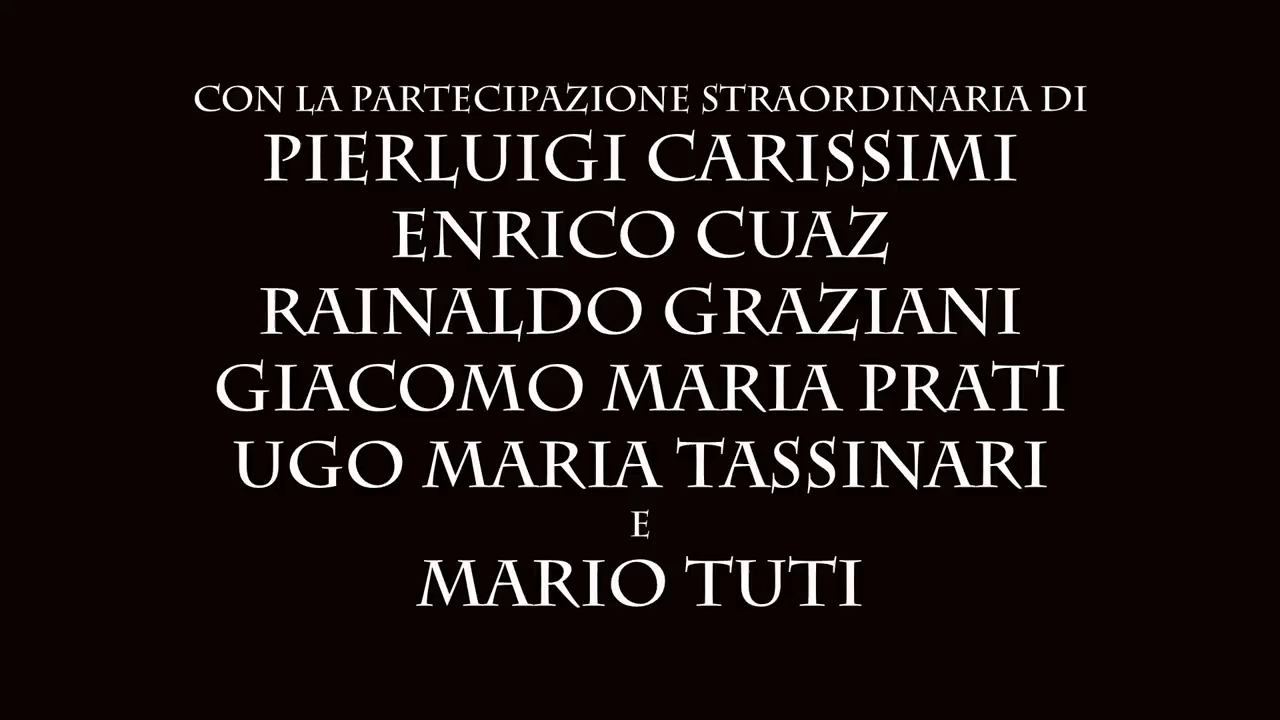 CON LA PARTECIPAZIONE STRAORDINARIA DI
PIERLUIGI CARISSIMI
ENRICO CUAZ
RAINALDO GRAZIANI
GIACOMO MARIA PRATI
UGO MARIA TASSINARI
E
MARIO TUTI